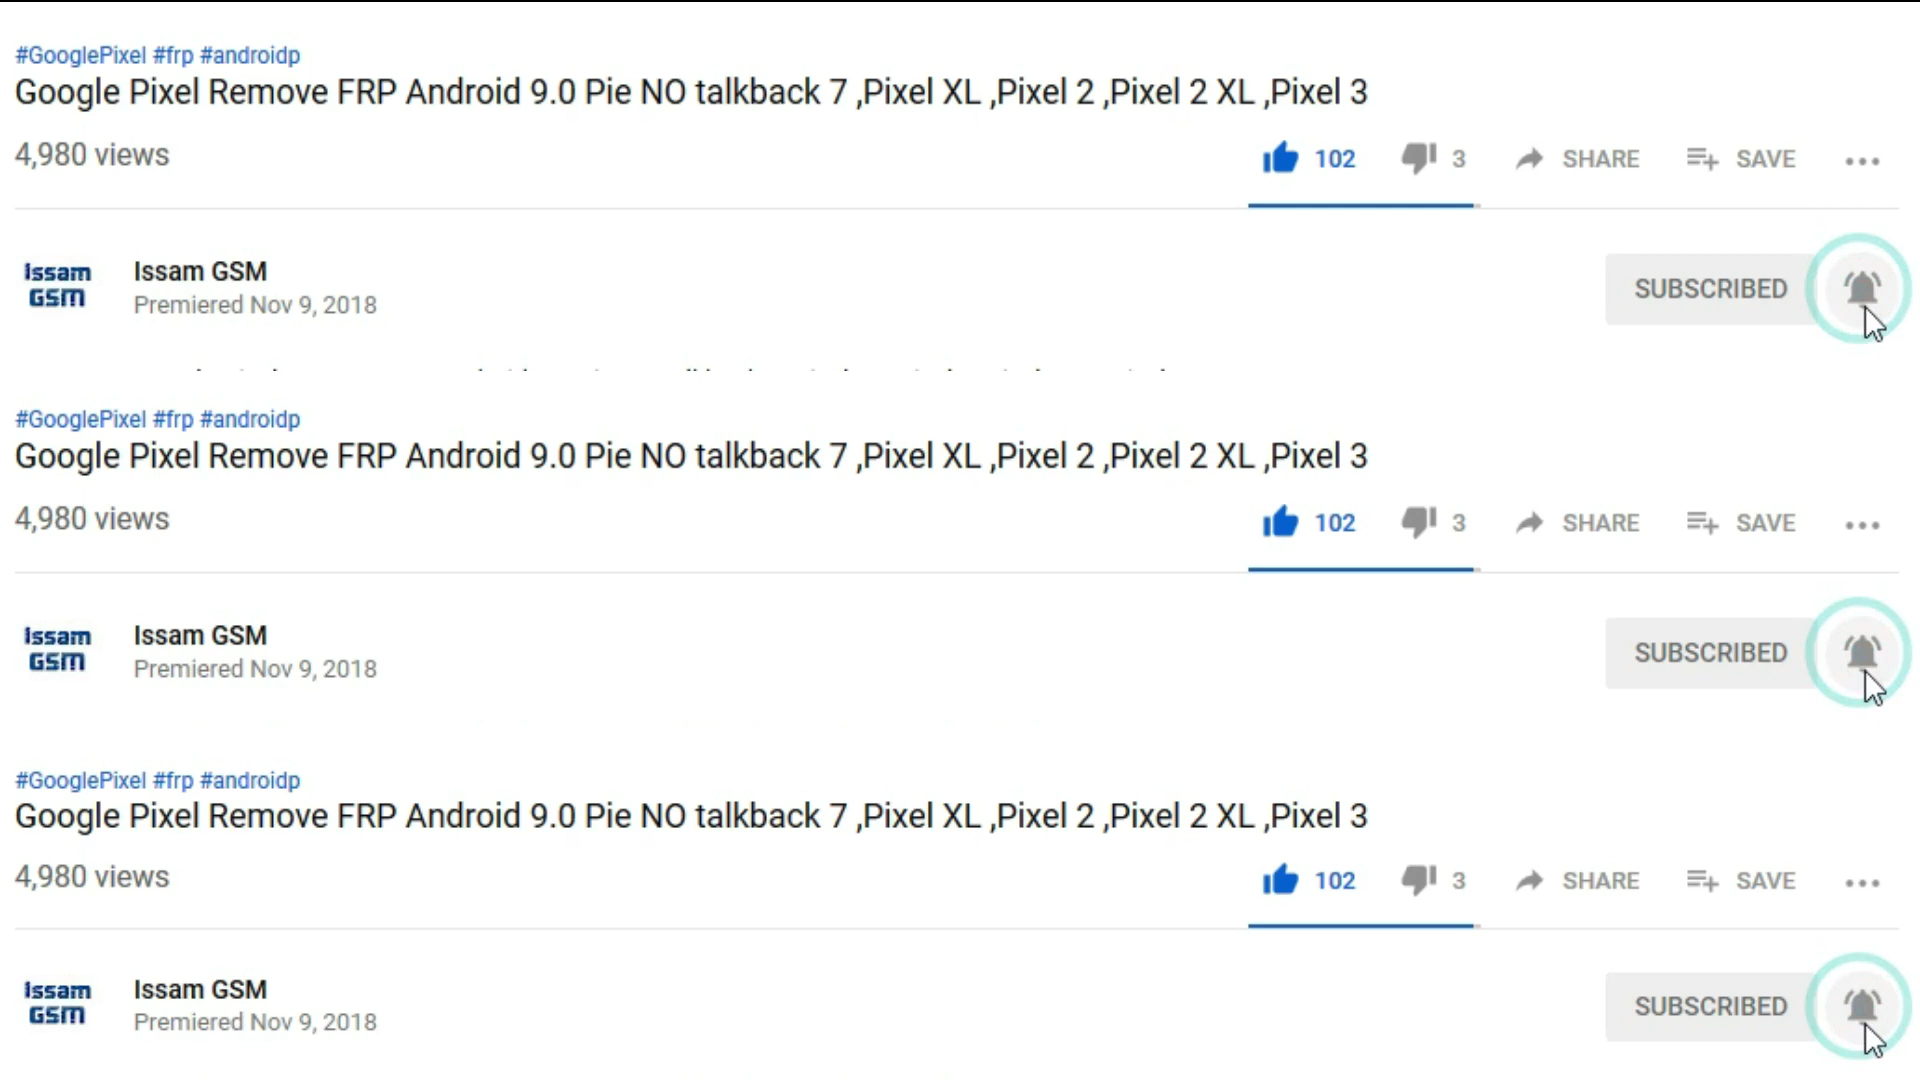 #GooglePixel #frp #androidp
Google Pixel Remove FRP Android 9.0 Pie NO talkback 7 ,Pixel XL ,Pixel 2 ,Pixel 2 XL ,Pixel 3
4,980 views
102 3 SHARE SAVE
Issam GSM
Issam GSM
Premiered Nov 9, 2018
SUBSCRIBED
#GooglePixel #frp #androidp
Google Pixel Remove FRP Android 9.0 Pie NO talkback 7 ,Pixel XL ,Pixel 2 ,Pixel 2 XL ,Pixel 3
4,980 views
102 3 SHARE SAVE
Issam GSM
Issam GSM
Premiered Nov 9, 2018
SUBSCRIBED
#GooglePixel #frp #androidp
Google Pixel Remove FRP Android 9.0 Pie NO talkback 7 ,Pixel XL ,Pixel 2 ,Pixel 2 XL ,Pixel 3
4,980 views
102 3 SHARE SAVE
Issam GSM
Issam GSM
Premiered Nov 9, 2018
SUBSCRIBED